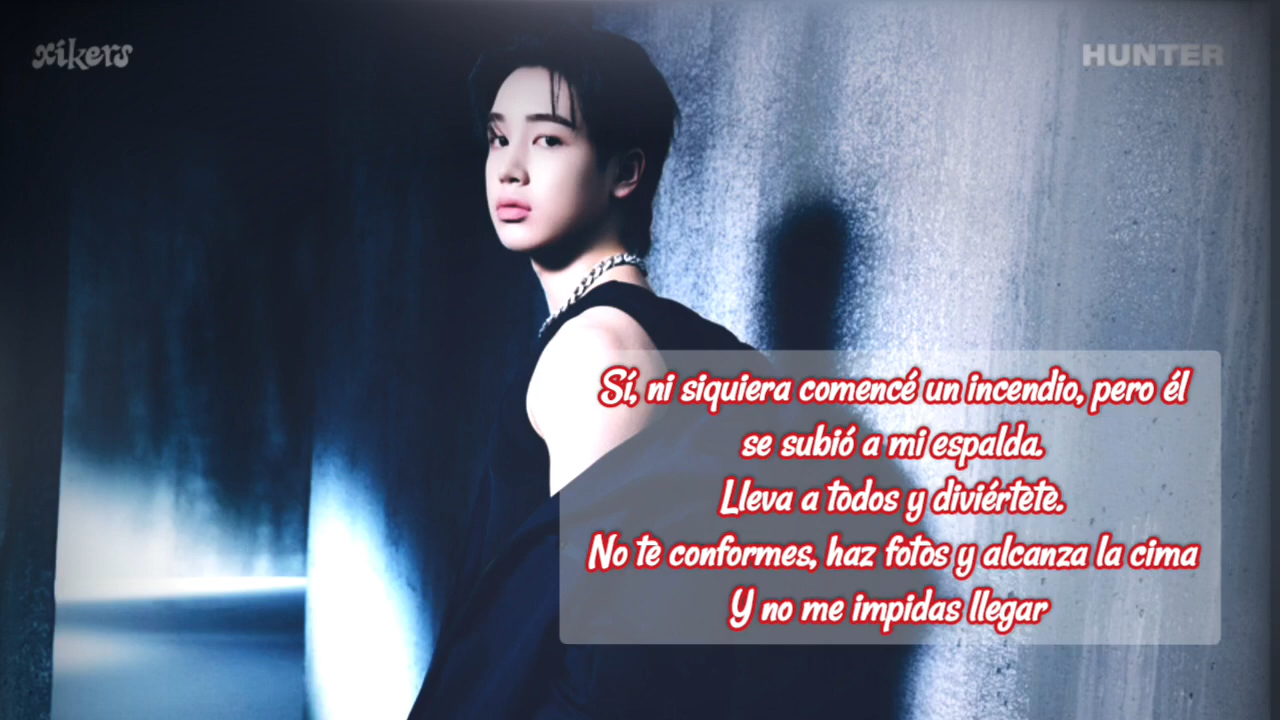 xikers
HUNTER
Sí, ni siquiera comencé un incendio, pero él
se subió a mi espalda.
Lleva a todos y diviértete.
No te conformes, haz fotos y alcanza la cima
Y no me impidas llegar